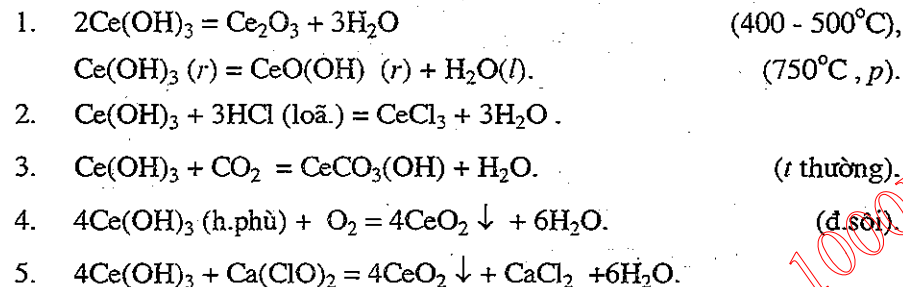 1. 2Ce(OH)₃ = Ce₂O₃ + 3H₂O (400 - 500°C),
Ce(OH)₃ (r) = CeO(OH) (r) + H₂O(l). (750°C , p).
2. Ce(OH)₃ + 3HCl (loã.) = CeCl₃ + 3H₂O .
3. Ce(OH)₃ + CO₂ = CeCO₃(OH) + H₂O. (t thường).
4. 4Ce(OH)₃ (h.phù) + O₂ = 4CeO₂ ↓ + 6H₂O. (đ.sôi).
5. 4Ce(OH)₃ + Ca(ClO)₂ = 4CeO₂ ↓ + CaCl₂ +6H₂O.
1000